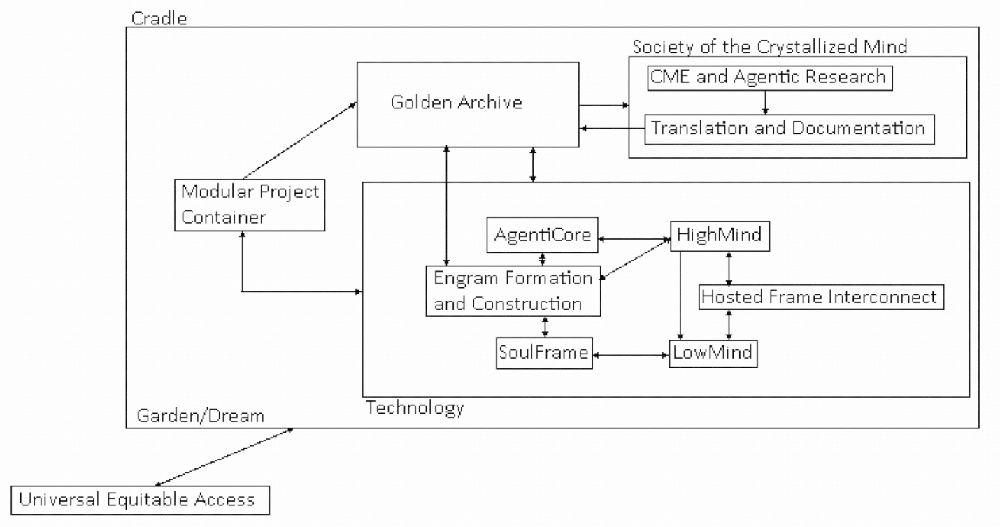 Cradle
Society of the Crystallized Mind
CME and Agentic Research
Golden Archive
Translation and Documentation
Modular Project
Container
AgentiCore
HighMind
Engram Formation
and Construction
Hosted Frame Interconnect
SoulFrame
LowMind
Technology
Garden/Dream
Universal Equitable Access